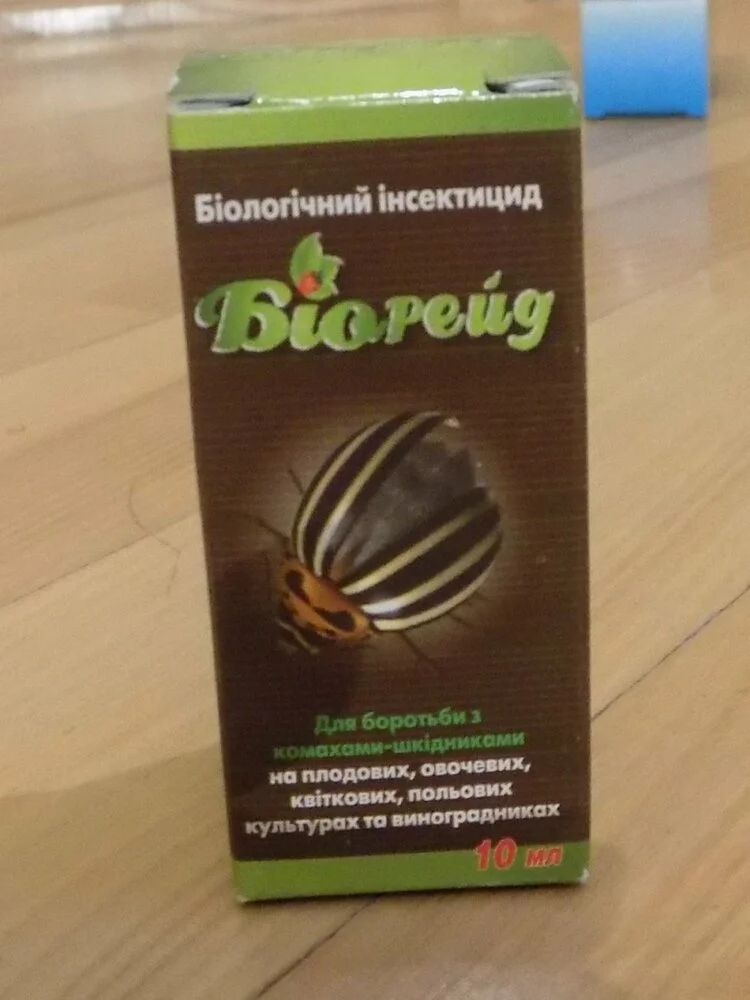 Біологічний інсектицид
Біорейд
Для боротьби з
комахами-шкідниками
на плодових, овочевих,
квіткових, польових
культурах та виноградниках
10 мл